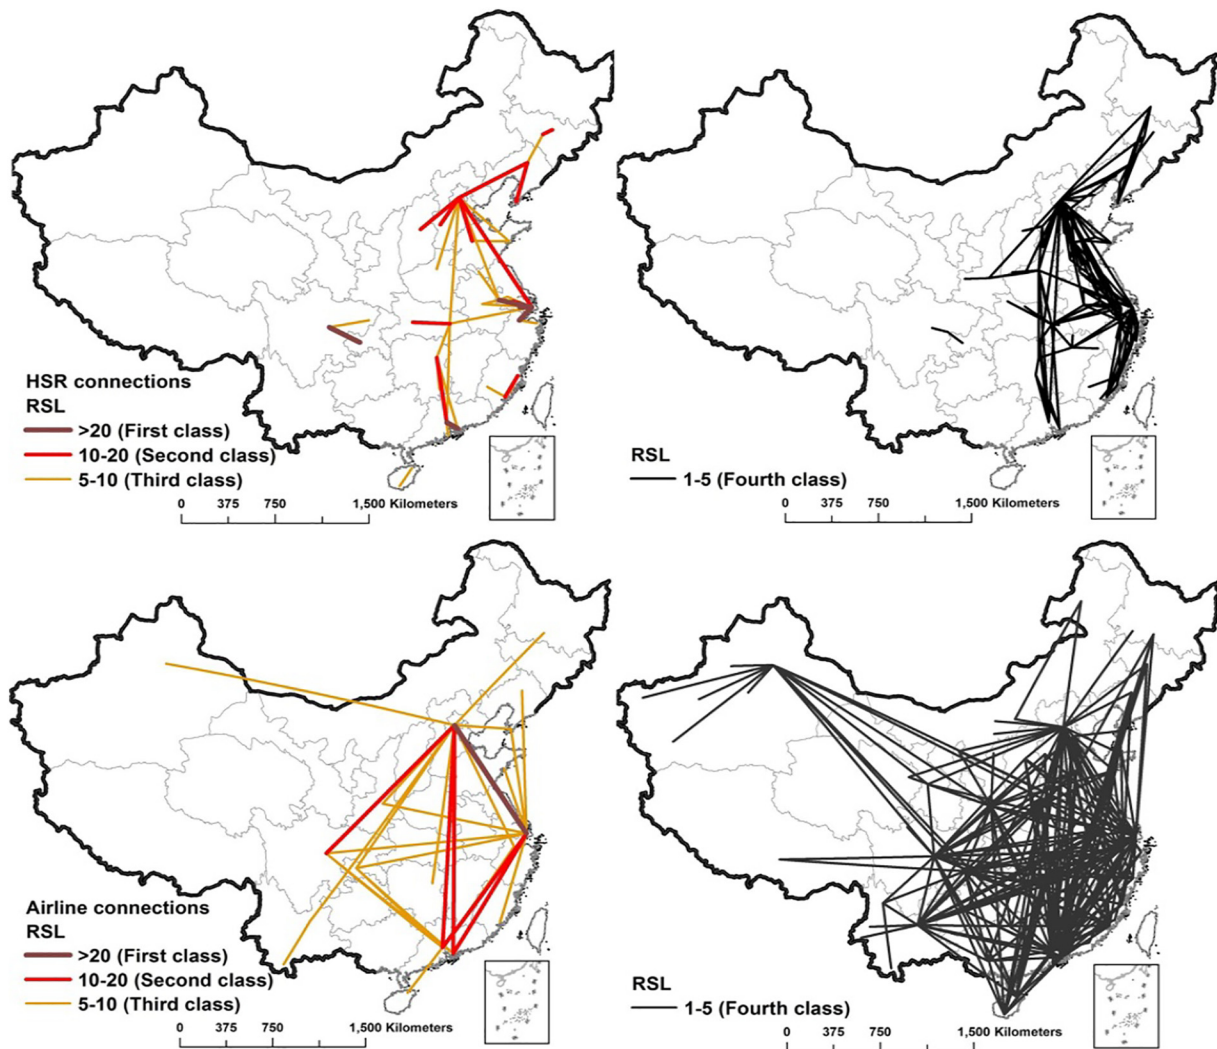 HSR connections
RSL
>20 (First class)
10-20 (Second class)
5-10 (Third class)
0 375 750 1,500 Kilometers
RSL
1-5 (Fourth class)
0 375 750 1,500 Kilometers
Airline connections
RSL
>20 (First class)
10-20 (Second class)
5-10 (Third class)
0 375 750 1,500 Kilometers
RSL
1-5 (Fourth class)
0 375 750 1,500 Kilometers